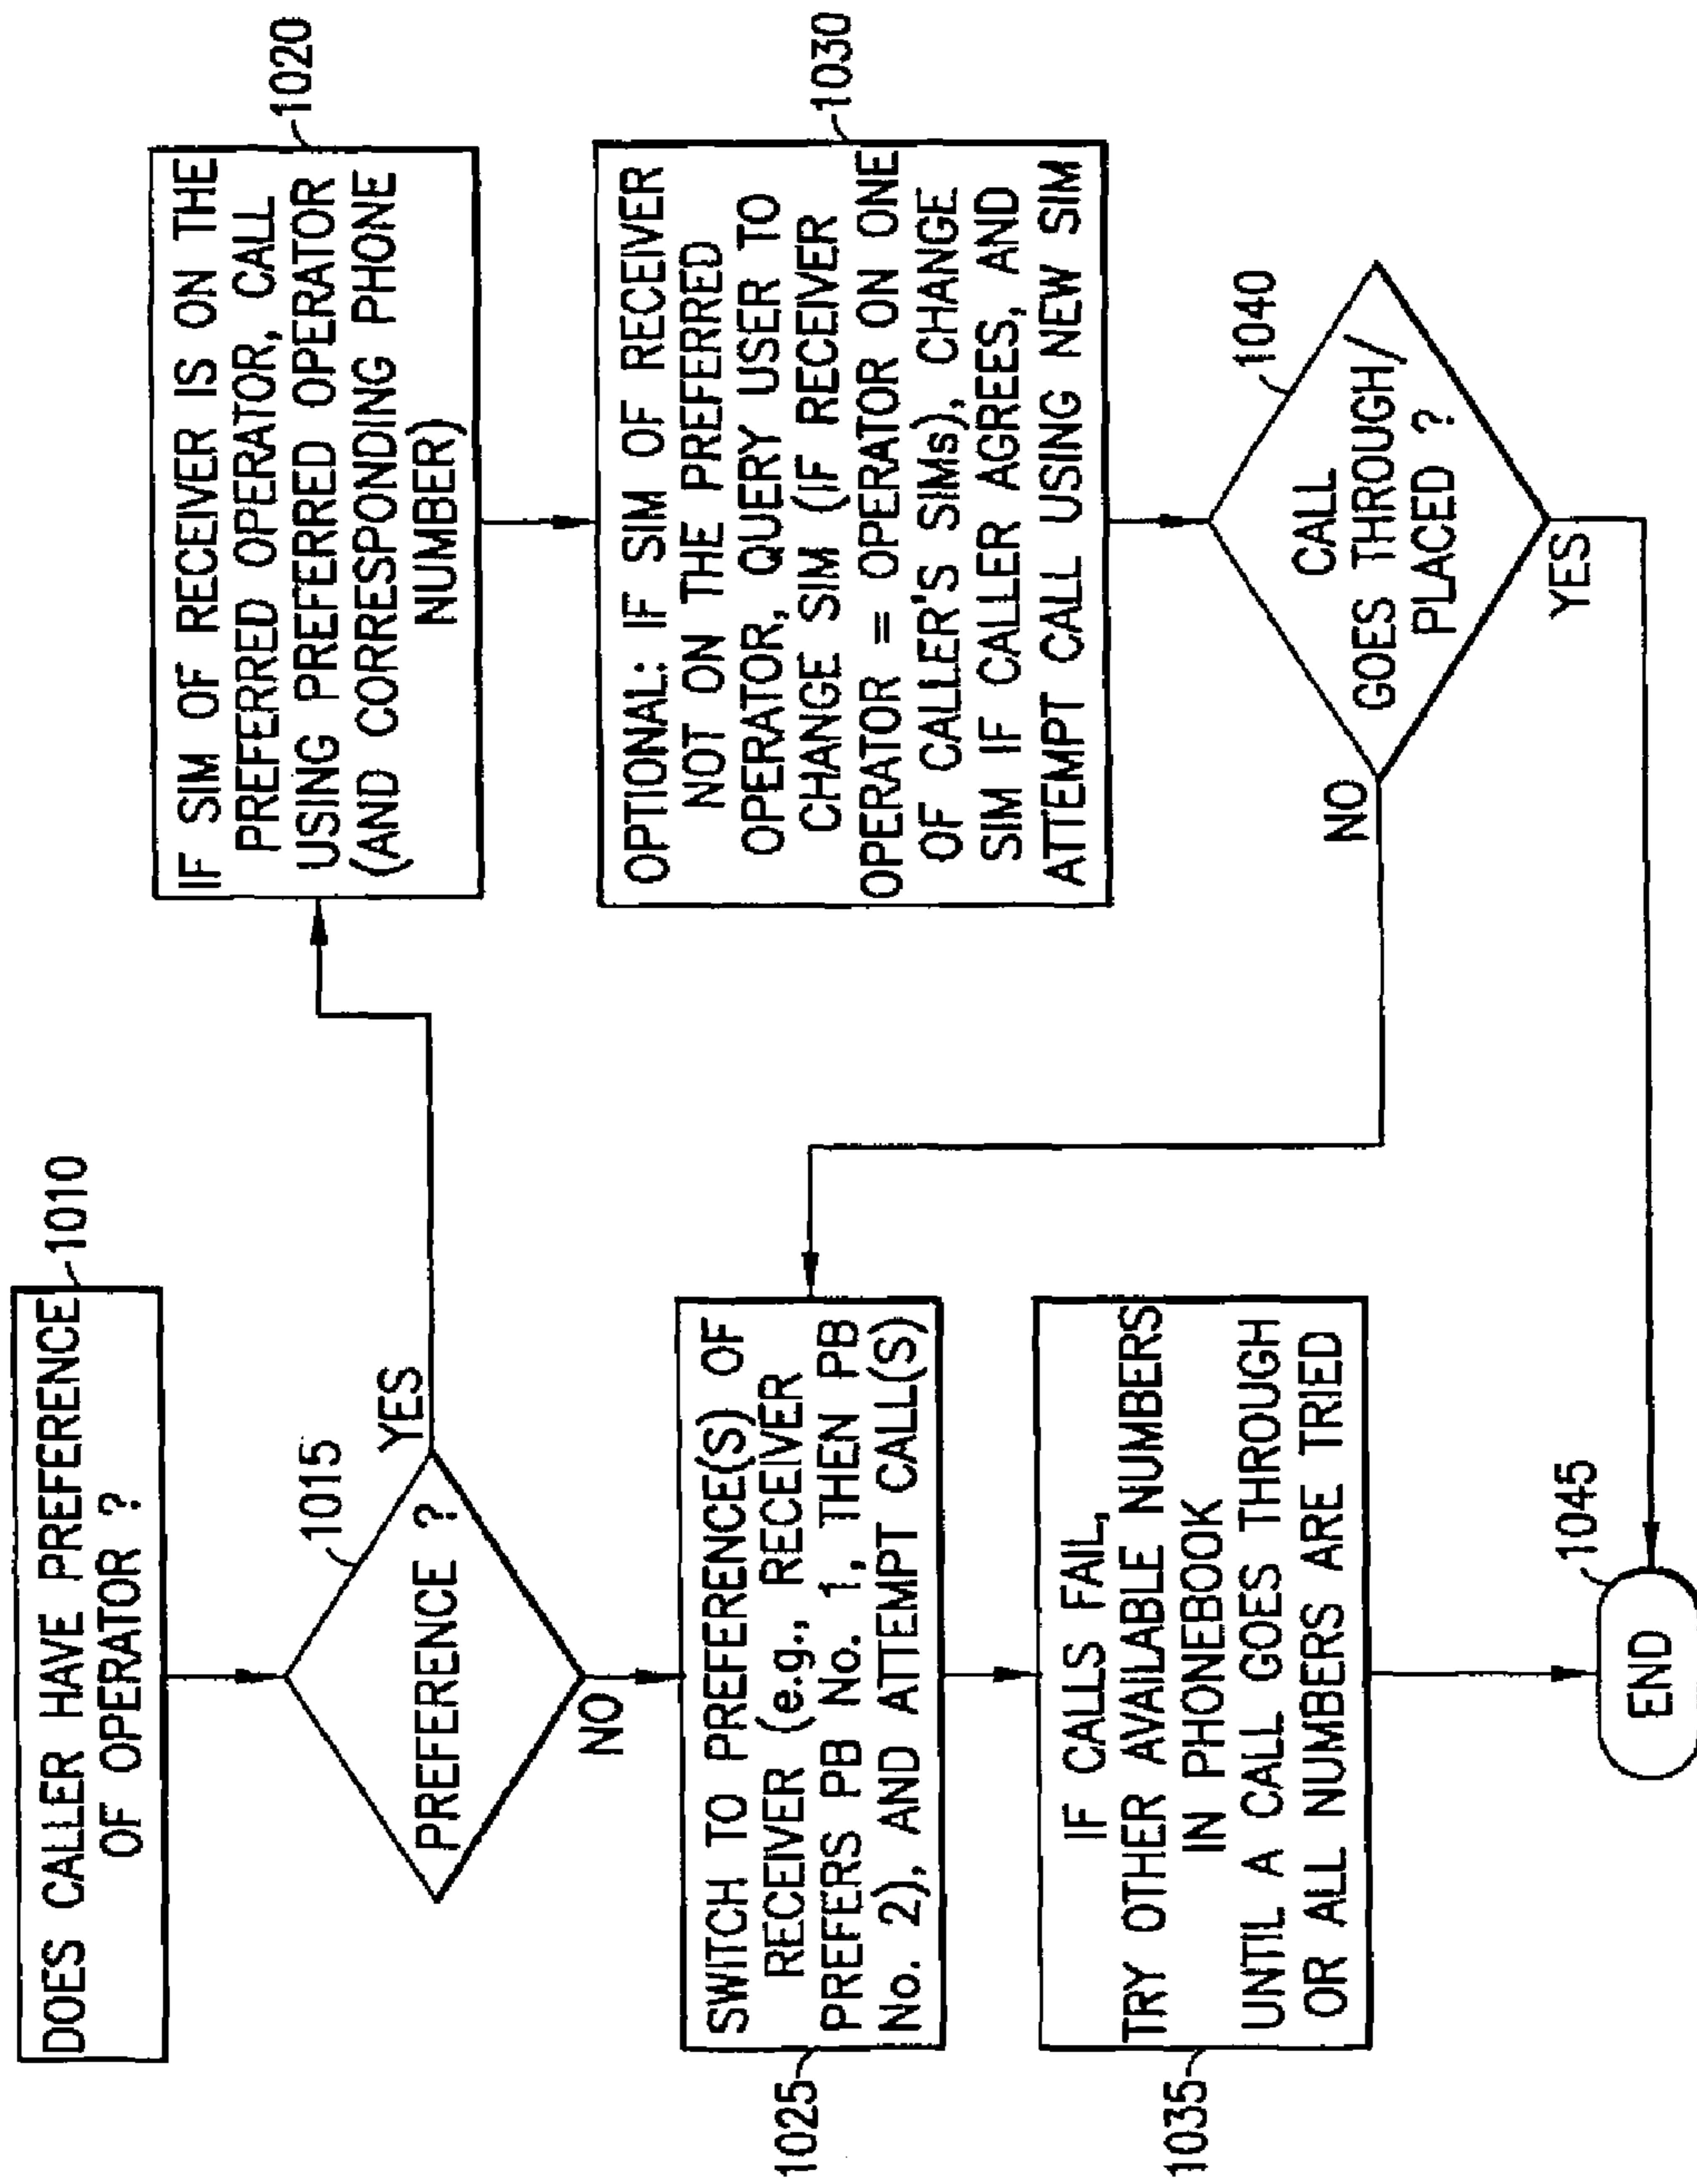 DOES CALLER HAVE PREFERENCE
OF OPERATOR ?
1010
PREFERENCE ?
1015
YES
NO
IF SIM OF RECEIVER IS ON THE
PREFERRED OPERATOR, CALL
USING PREFERRED OPERATOR
(AND CORRESPONDING PHONE
NUMBER)
1020
OPTIONAL: IF SIM OF RECEIVER
NOT ON THE PREFERRED
OPERATOR, QUERY USER TO
CHANGE SIM (IF RECEIVER
OPERATOR = OPERATOR ON ONE
OF CALLER'S SIMs), CHANGE
SIM IF CALLER AGREES, AND
ATTEMPT CALL USING NEW SIM
1030
CALL
GOES THROUGH/
PLACED ?
1040
NO
YES
SWITCH TO PREFERENCE(S) OF
RECEIVER (e.g., RECEIVER
PREFERS PB No. 1, THEN PB
No. 2), AND ATTEMPT CALL(S)
1025
IF CALLS FAIL,
TRY OTHER AVAILABLE NUMBERS
IN PHONEBOOK
UNTIL A CALL GOES THROUGH
OR ALL NUMBERS ARE TRIED
1035
END
1045